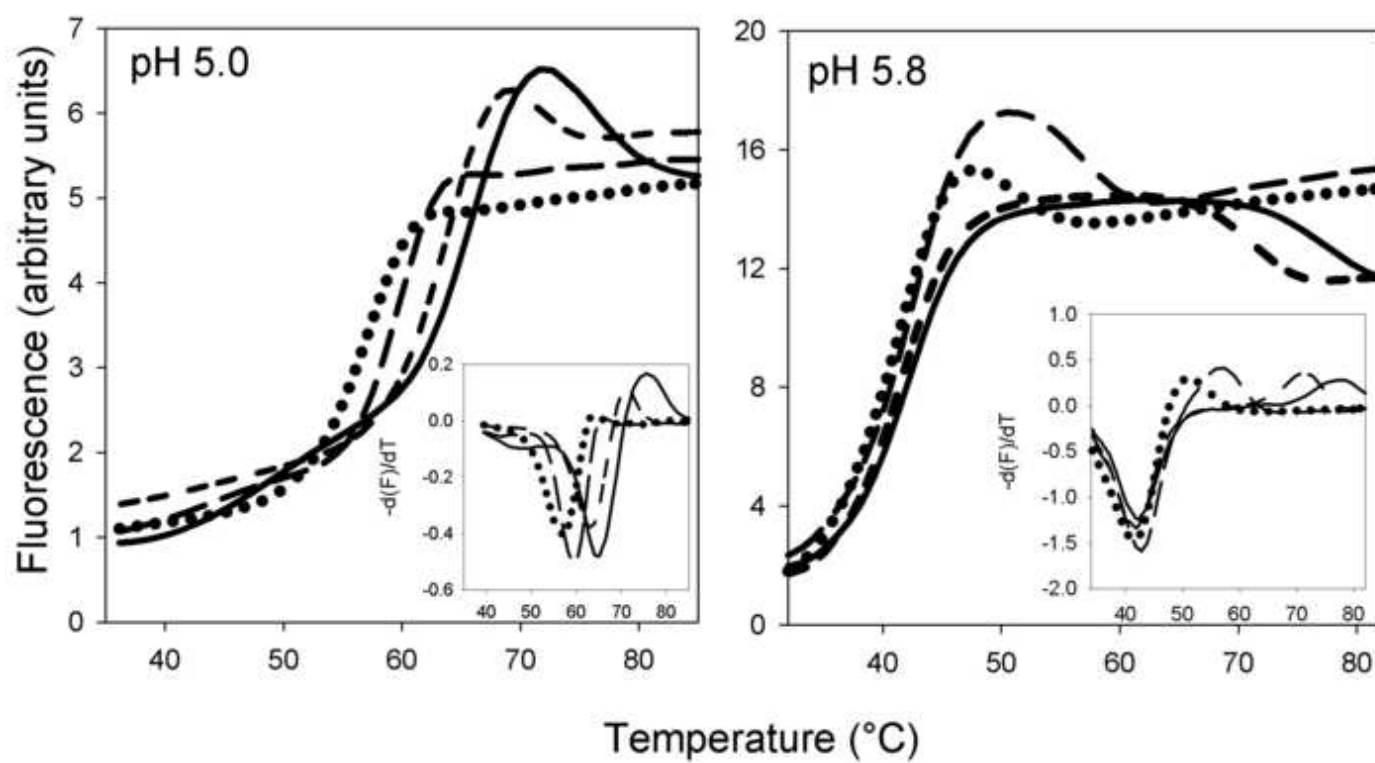 pH 5.0
Fluorescence (arbitrary units)
7
6
5
4
3
2
1
0
40 50 60 70 80
-d(F)/dT
0.2
0.0
-0.2
-0.4
-0.6
40 50 60 70 80
pH 5.8
20
16
12
8
4
0
40 50 60 70 80
-d(F)/dT
1.0
0.5
0.0
-0.5
-1.0
-1.5
-2.0
40 50 60 70 80
Temperature (°C)